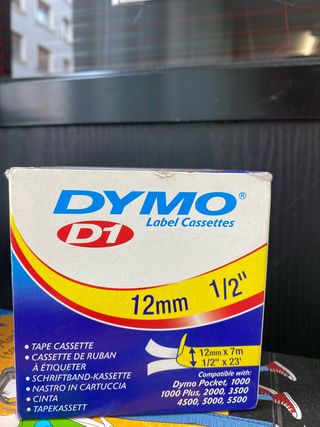 DYMO®
D1 Label Cassettes
12mm 1/2"
• TAPE CASSETTE
• CASSETTE DE RUBAN
À ÉTIQUETER
• SCHRIFTBAND-KASSETTE
• NASTRO IN CARTUCCIA
• CINTA
• TAPEKASSETT
12mm x 7m
1/2" x 23'
Compatible with:
Dymo Pocket, 1000
1000 Plus, 2000, 3500
4500, 5000, 5500